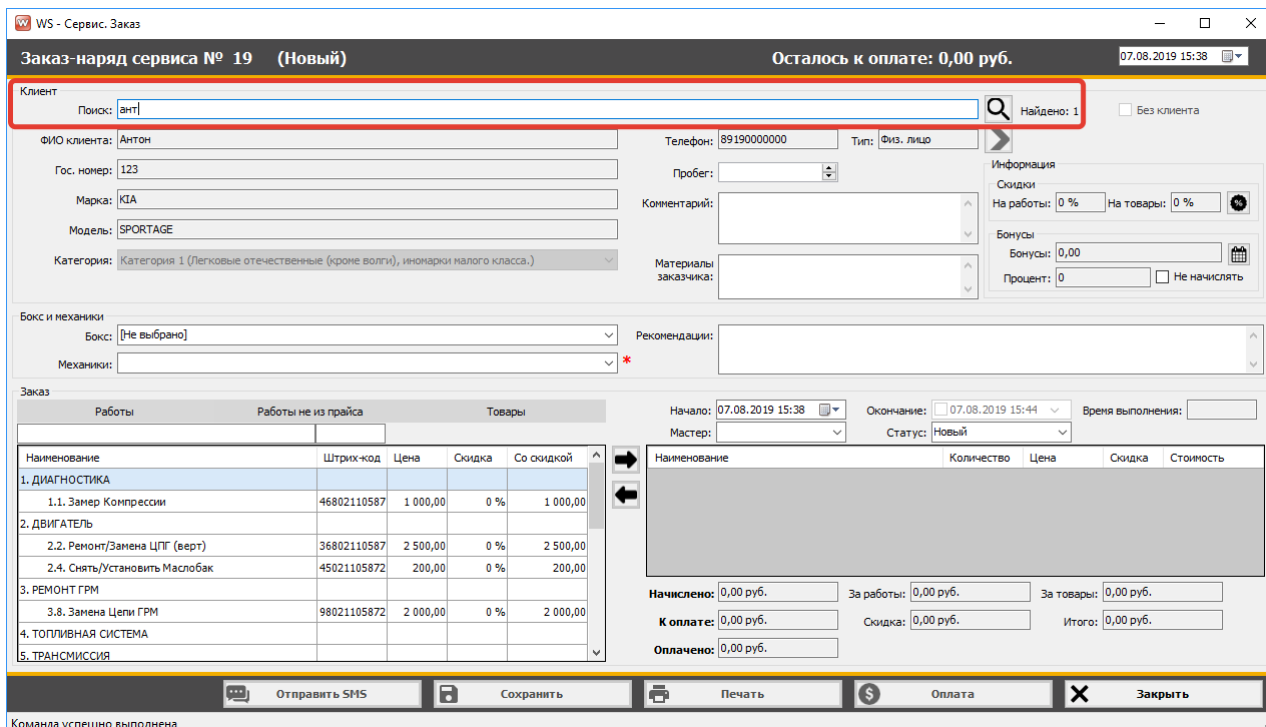 WS - Сервис. Заказ
Заказ-наряд сервиса № 19 (Новый) Осталось к оплате: 0,00 руб. 07.08.2019 15:38
Клиент
Поиск: ант Найдено: 1 Без клиента
ФИО клиента: Антон Телефон: 89190000000 Тип: Физ. лицо
Гос. номер: 123 Пробег: Информация
Скидки
Марка: KIA Комментарий: На работы: 0 % На товары: 0 %
Модель: SPORTAGE Бонусы
Бонусы: 0,00
Категория: Категория 1 (Легковые отечественные (кроме волги), иномарки малого класса.) Материалы заказчика: Процент: 0 Не начислять
Бокс и механики
Бокс: [Не выбрано] Рекомендации:
Механики: *
Заказ
Работы Работы не из прайса Товары Начало: 07.08.2019 15:38 Окончание: 07.08.2019 15:44 Время выполнения:
Мастер: Статус: Новый
Наименование Штрих-код Цена Скидка Со скидкой Наименование Количество Цена Скидка Стоимость
1. ДИАГНОСТИКА
1.1. Замер Компрессии 46802110587 1 000,00 0 % 1 000,00
2. ДВИГАТЕЛЬ
2.2. Ремонт/Замена ЦПГ (верт) 36802110587 2 500,00 0 % 2 500,00
2.4. Снять/Установить Маслобак 45021105872 200,00 0 % 200,00
3. РЕМОНТ ГРМ
3.8. Замена Цепи ГРМ 98021105872 2 000,00 0 % 2 000,00
4. ТОПЛИВНАЯ СИСТЕМА
5. ТРАНСМИССИЯ
Начислено: 0,00 руб. За работы: 0,00 руб. За товары: 0,00 руб.
К оплате: 0,00 руб. Скидка: 0,00 руб. Итого: 0,00 руб.
Оплачено: 0,00 руб.
Отправить SMS Сохранить Печать Оплата Закрыть
Команда успешно выполнена